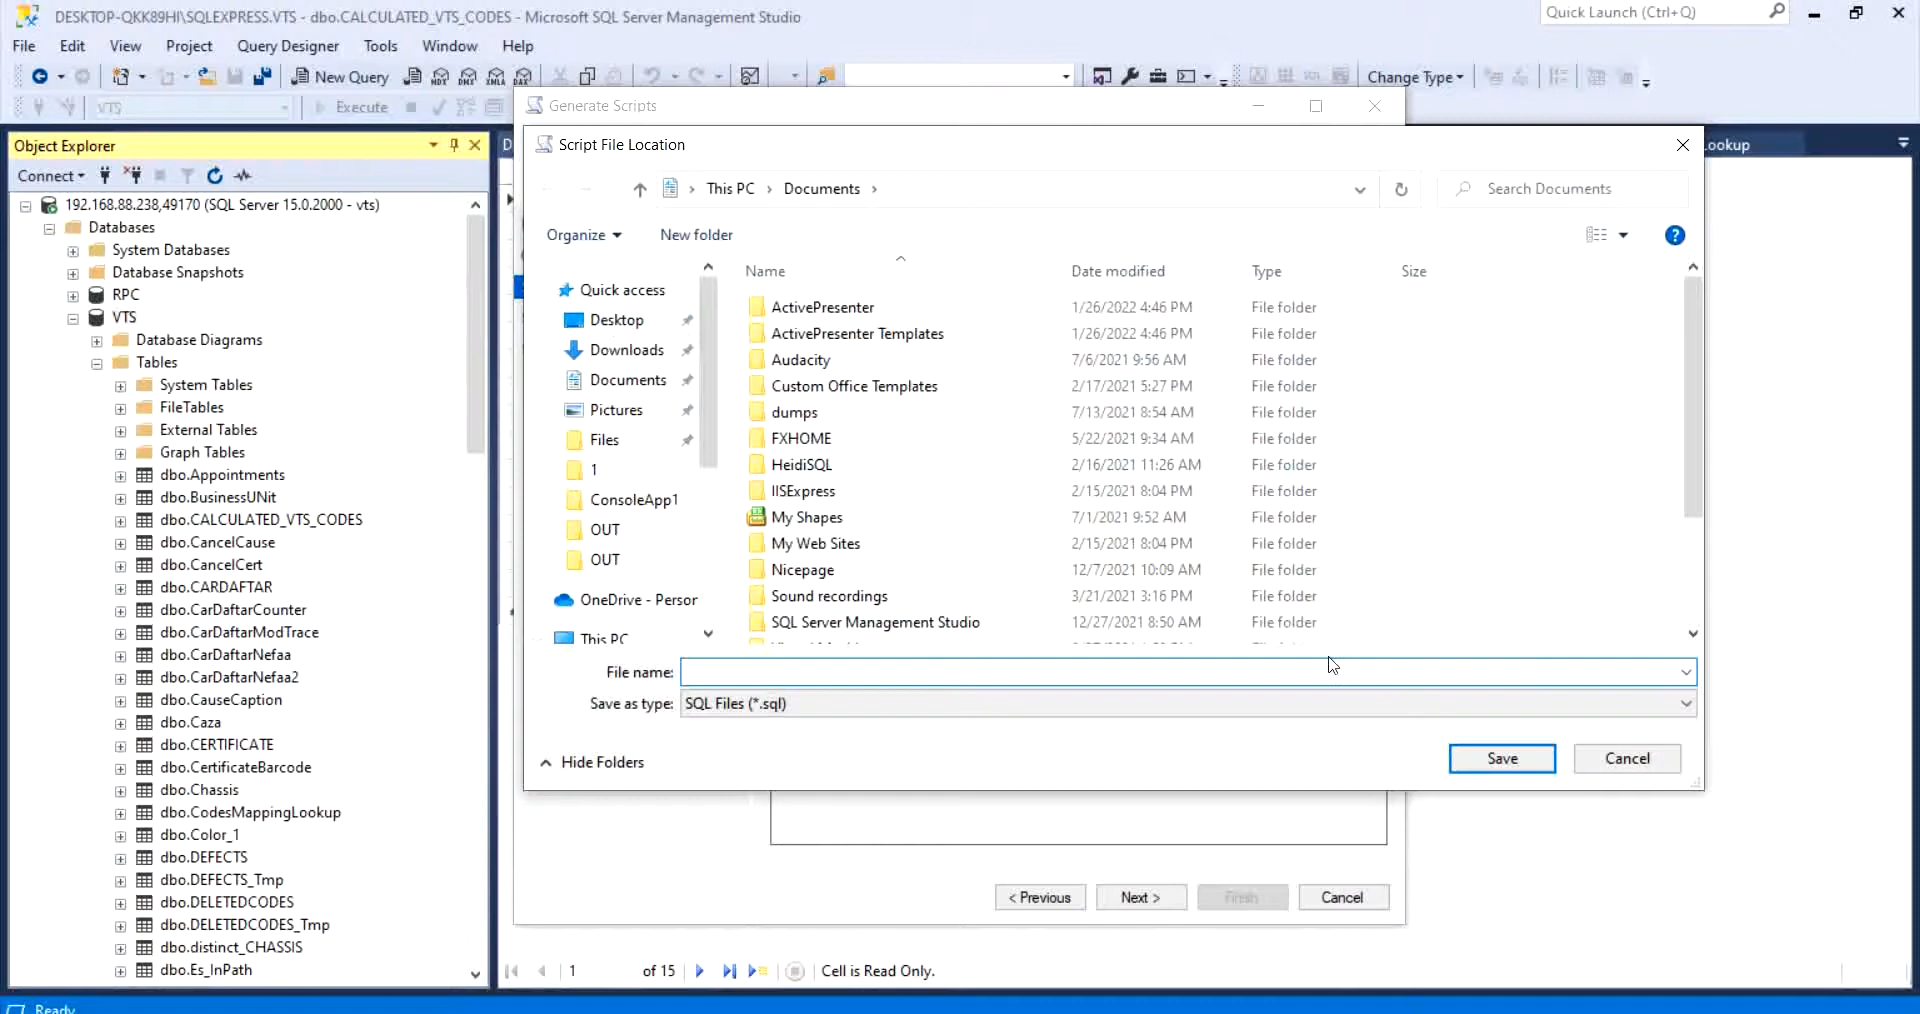 DESKTOP-QKK89HI\SQLEXPRESS.VTS - dbo.CALCULATED_VTS_CODES - Microsoft SQL Server Management Studio
Quick Launch (Ctrl+Q)
File Edit View Project Query Designer Tools Window Help
New Query
Change Type
VTS
Execute
Generate Scripts
Object Explorer
Script File Location
Lookup
Connect
This PC › Documents ›
Search Documents
192.168.88.238,49170 (SQL Server 15.0.2000 - vts)
Databases
System Databases
Database Snapshots
RPC
VTS
Database Diagrams
Tables
System Tables
FileTables
External Tables
Graph Tables
dbo.Appointments
dbo.BusinessUNit
dbo.CALCULATED_VTS_CODES
dbo.CancelCause
dbo.CancelCert
dbo.CARDAFTAR
dbo.CarDaftarCounter
dbo.CarDaftarModTrace
dbo.CarDaftarNefaa
dbo.CarDaftarNefaa2
dbo.CauseCaption
dbo.Caza
dbo.CERTIFICATE
dbo.CertificateBarcode
dbo.Chassis
dbo.CodesMappingLookup
dbo.Color_1
dbo.DEFECTS
dbo.DEFECTS_Tmp
dbo.DELETEDCODES
dbo.DELETEDCODES_Tmp
dbo.distinct_CHASSIS
dbo.Es_InPath
Organize New folder
Quick access
Desktop
Downloads
Documents
Pictures
Files
1
ConsoleApp1
OUT
OUT
OneDrive - Person
This PC
Name Date modified Type Size
ActivePresenter 1/26/2022 4:46 PM File folder
ActivePresenter Templates 1/26/2022 4:46 PM File folder
Audacity 7/6/2021 9:56 AM File folder
Custom Office Templates 2/17/2021 5:27 PM File folder
dumps 7/13/2021 8:54 AM File folder
FXHOME 5/22/2021 9:34 AM File folder
HeidiSQL 2/16/2021 11:26 AM File folder
IISExpress 2/15/2021 8:04 PM File folder
My Shapes 7/1/2021 9:52 AM File folder
My Web Sites 2/15/2021 8:04 PM File folder
Nicepage 12/7/2021 10:09 AM File folder
Sound recordings 3/21/2021 3:16 PM File folder
SQL Server Management Studio 12/27/2021 8:50 AM File folder
File name:
Save as type: SQL Files (*.sql)
Hide Folders
Save Cancel
< Previous Next > Finish Cancel
1 of 15 Cell is Read Only.
Ready